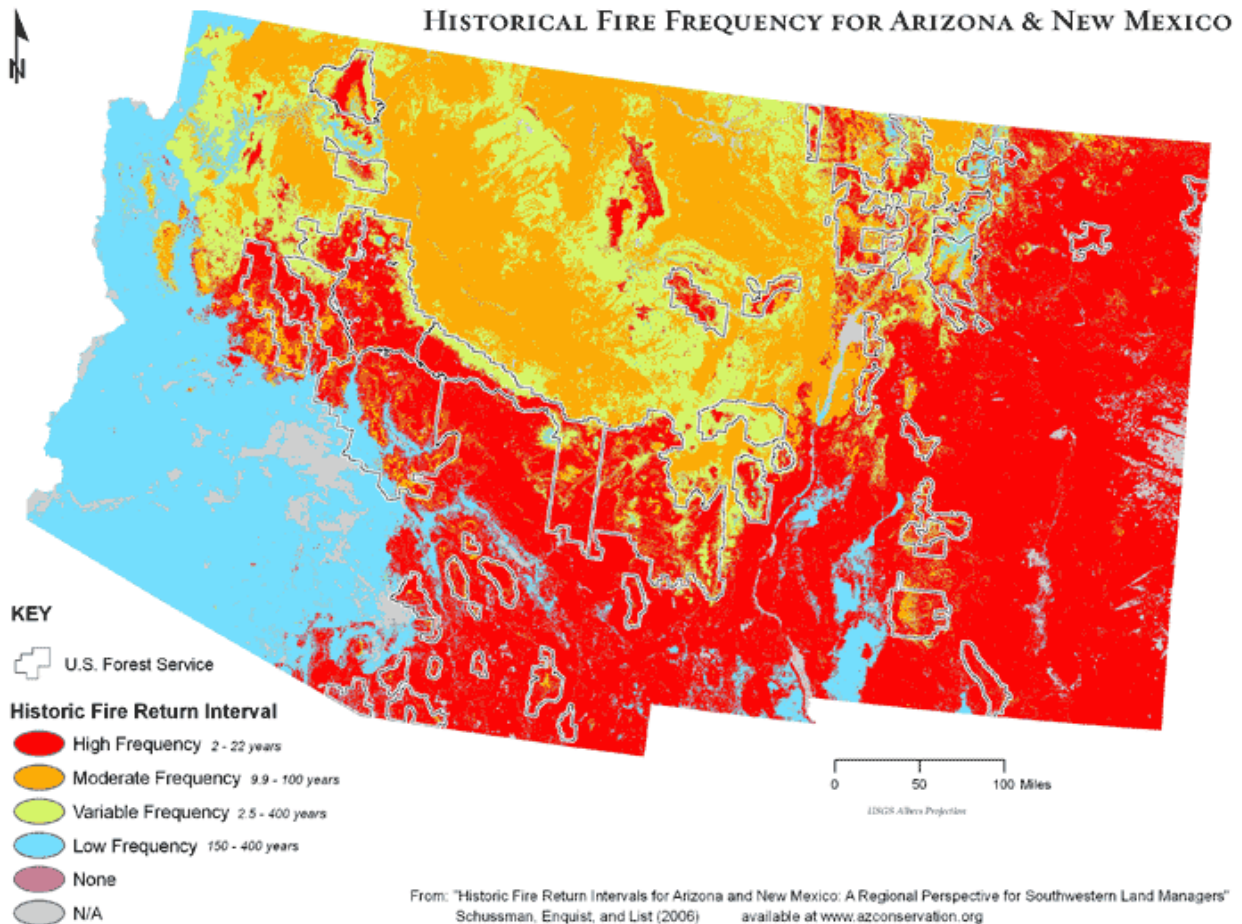 HISTORICAL FIRE FREQUENCY FOR ARIZONA & NEW MEXICO
N
KEY
U.S. Forest Service
Historic Fire Return Interval
High Frequency 2 - 22 years
Moderate Frequency 9.9 - 100 years
Variable Frequency 2.5 - 400 years
Low Frequency 150 - 400 years
None
N/A
0 50 100 Miles
USGS Albers Projection
From: "Historic Fire Return Intervals for Arizona and New Mexico: A Regional Perspective for Southwestern Land Managers"
Schussman, Enquist, and List (2006) available at www.azconservation.org